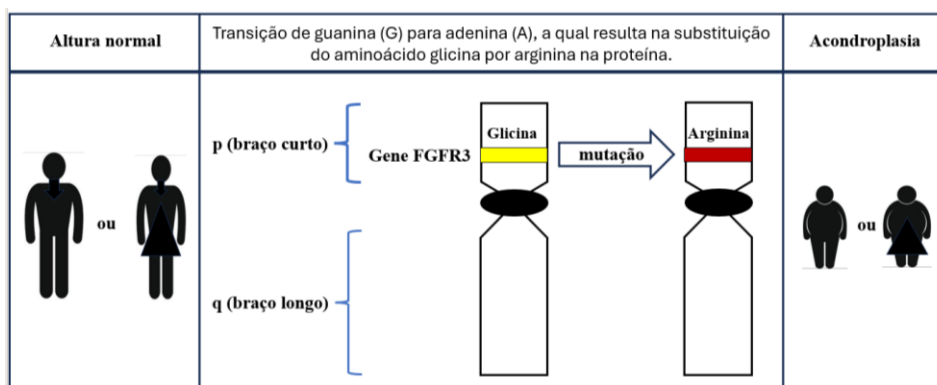 Altura normal
Transição de guanina (G) para adenina (A), a qual resulta na substituição
do aminoácido glicina por arginina na proteína.
Acondroplasia
p (braço curto)
Gene FGFR3
Glicina
mutação
Arginina
ou
ou
q (braço longo)